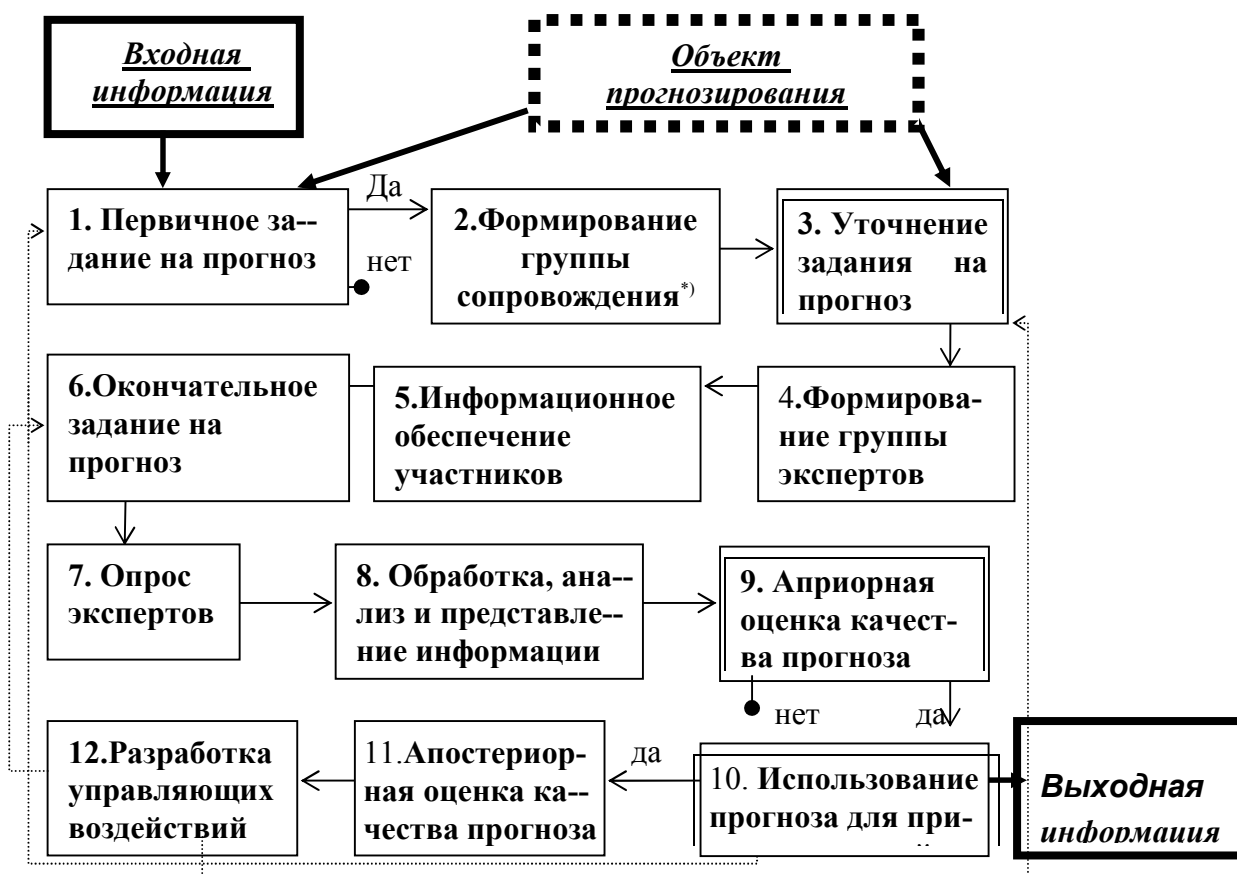 Входная
информация
Объект
прогнозирования
1. Первичное за--
дание на прогноз
Да
нет
2.Формирование
группы
сопровождения*)
3. Уточнение
задания на
прогноз
6.Окончательное
задание на
прогноз
5.Информационное
обеспечение
участников
4.Формирова-
ние группы
экспертов
7. Опрос
экспертов
8. Обработка, ана--
лиз и представле--
ние информации
9. Априорная
оценка качест-
ва прогноза
нет
да
12.Разработка
управляющих
воздействий
11.Апостериор-
ная оценка ка--
чества прогноза
да
10. Использование
прогноза для при-
Выходная
информация